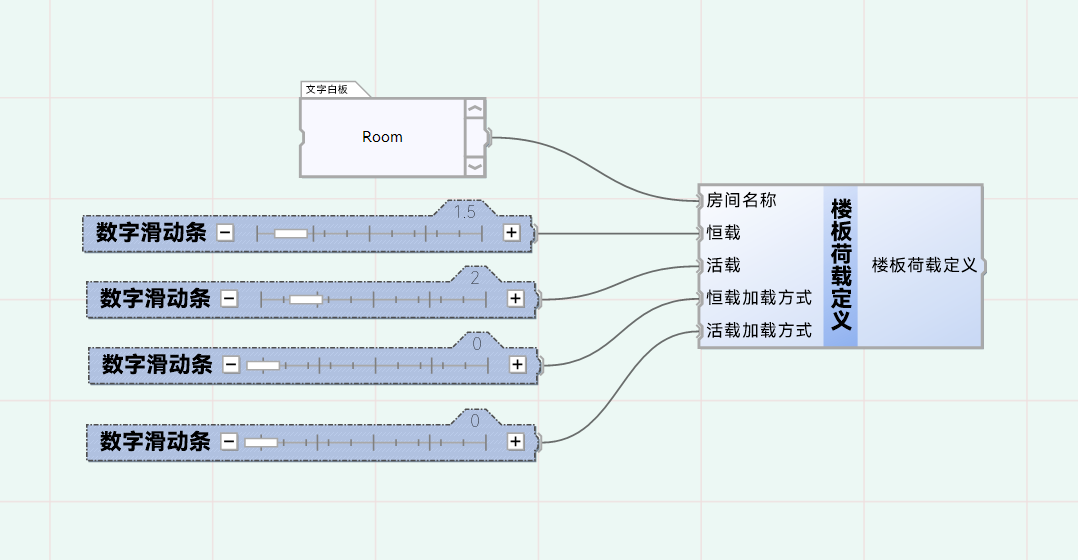 文字白板
Room
数字滑动条 − 1.5 +
数字滑动条 − 2 +
数字滑动条 − 0 +
数字滑动条 − 0 +
房间名称
恒载
活载
恒载加载方式
活载加载方式
楼板荷载定义
楼板荷载定义